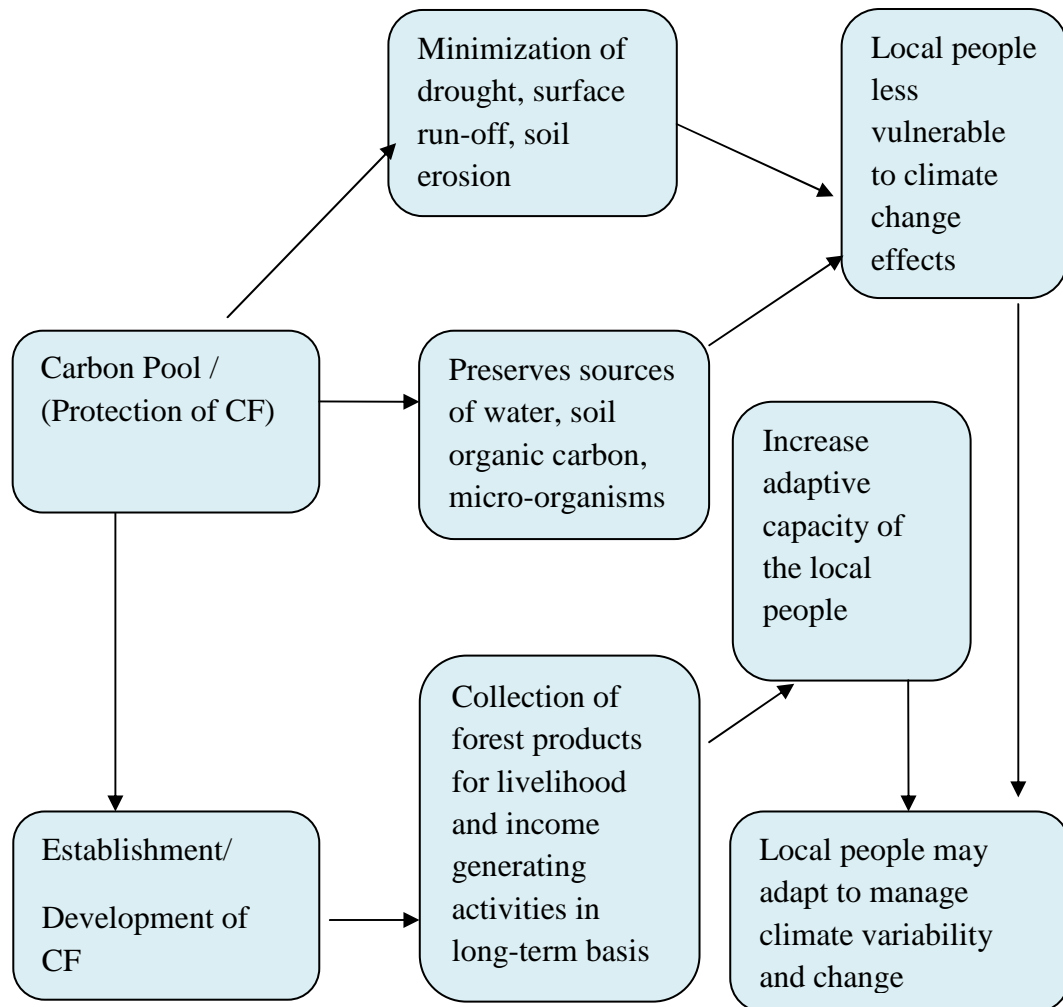 Minimization of
drought, surface
run-off, soil
erosion
Local people
less
vulnerable
to climate
change
effects
Carbon Pool /
(Protection of CF)
Preserves sources
of water, soil
organic carbon,
micro-organisms
Increase
adaptive
capacity of
the local
people
Collection of
forest products
for livelihood
and income
generating
activities in
long-term basis
Establishment/
Development of
CF
Local people may
adapt to manage
climate variability
and change